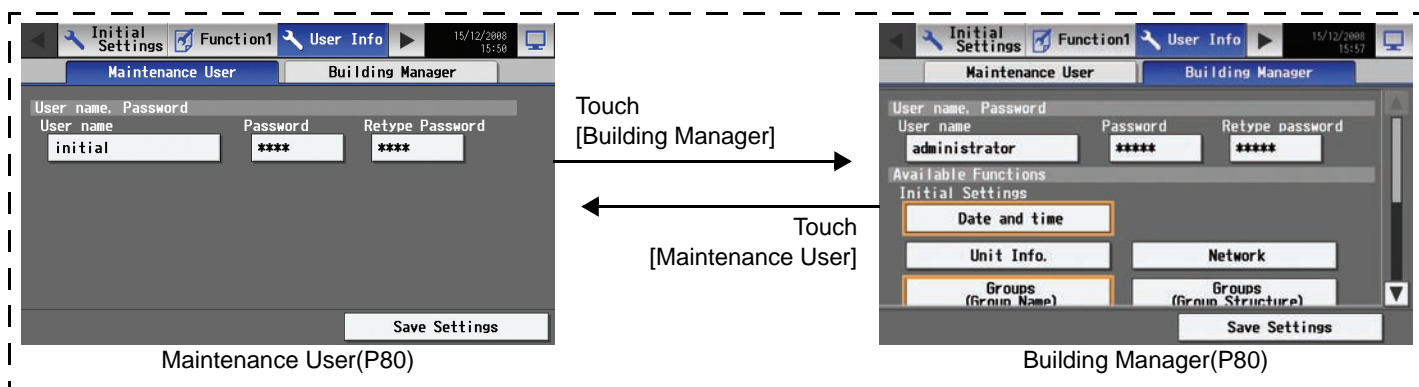 Initial Settings Function1 User Info 15/12/2008 15:50
Maintenance User Building Manager
User name, Password
User name Password Retype Password
initial **** ****
Save Settings
Maintenance User(P80)
Touch
[Building Manager]
Touch
[Maintenance User]
Initial Settings Function1 User Info 15/12/2008 15:57
Maintenance User Building Manager
User name, Password
User name Password Retype password
administrator ***** *****
Available Functions
Initial Settings
Date and time
Unit Info. Network
Groups (Group Name) Groups (Group Structure)
Save Settings
Building Manager(P80)